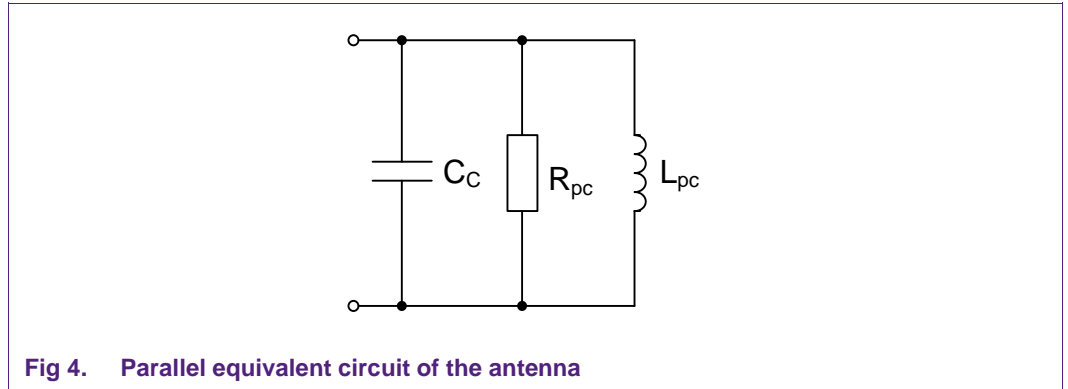 C_C R_pc L_pc
Fig 4. Parallel equivalent circuit of the antenna